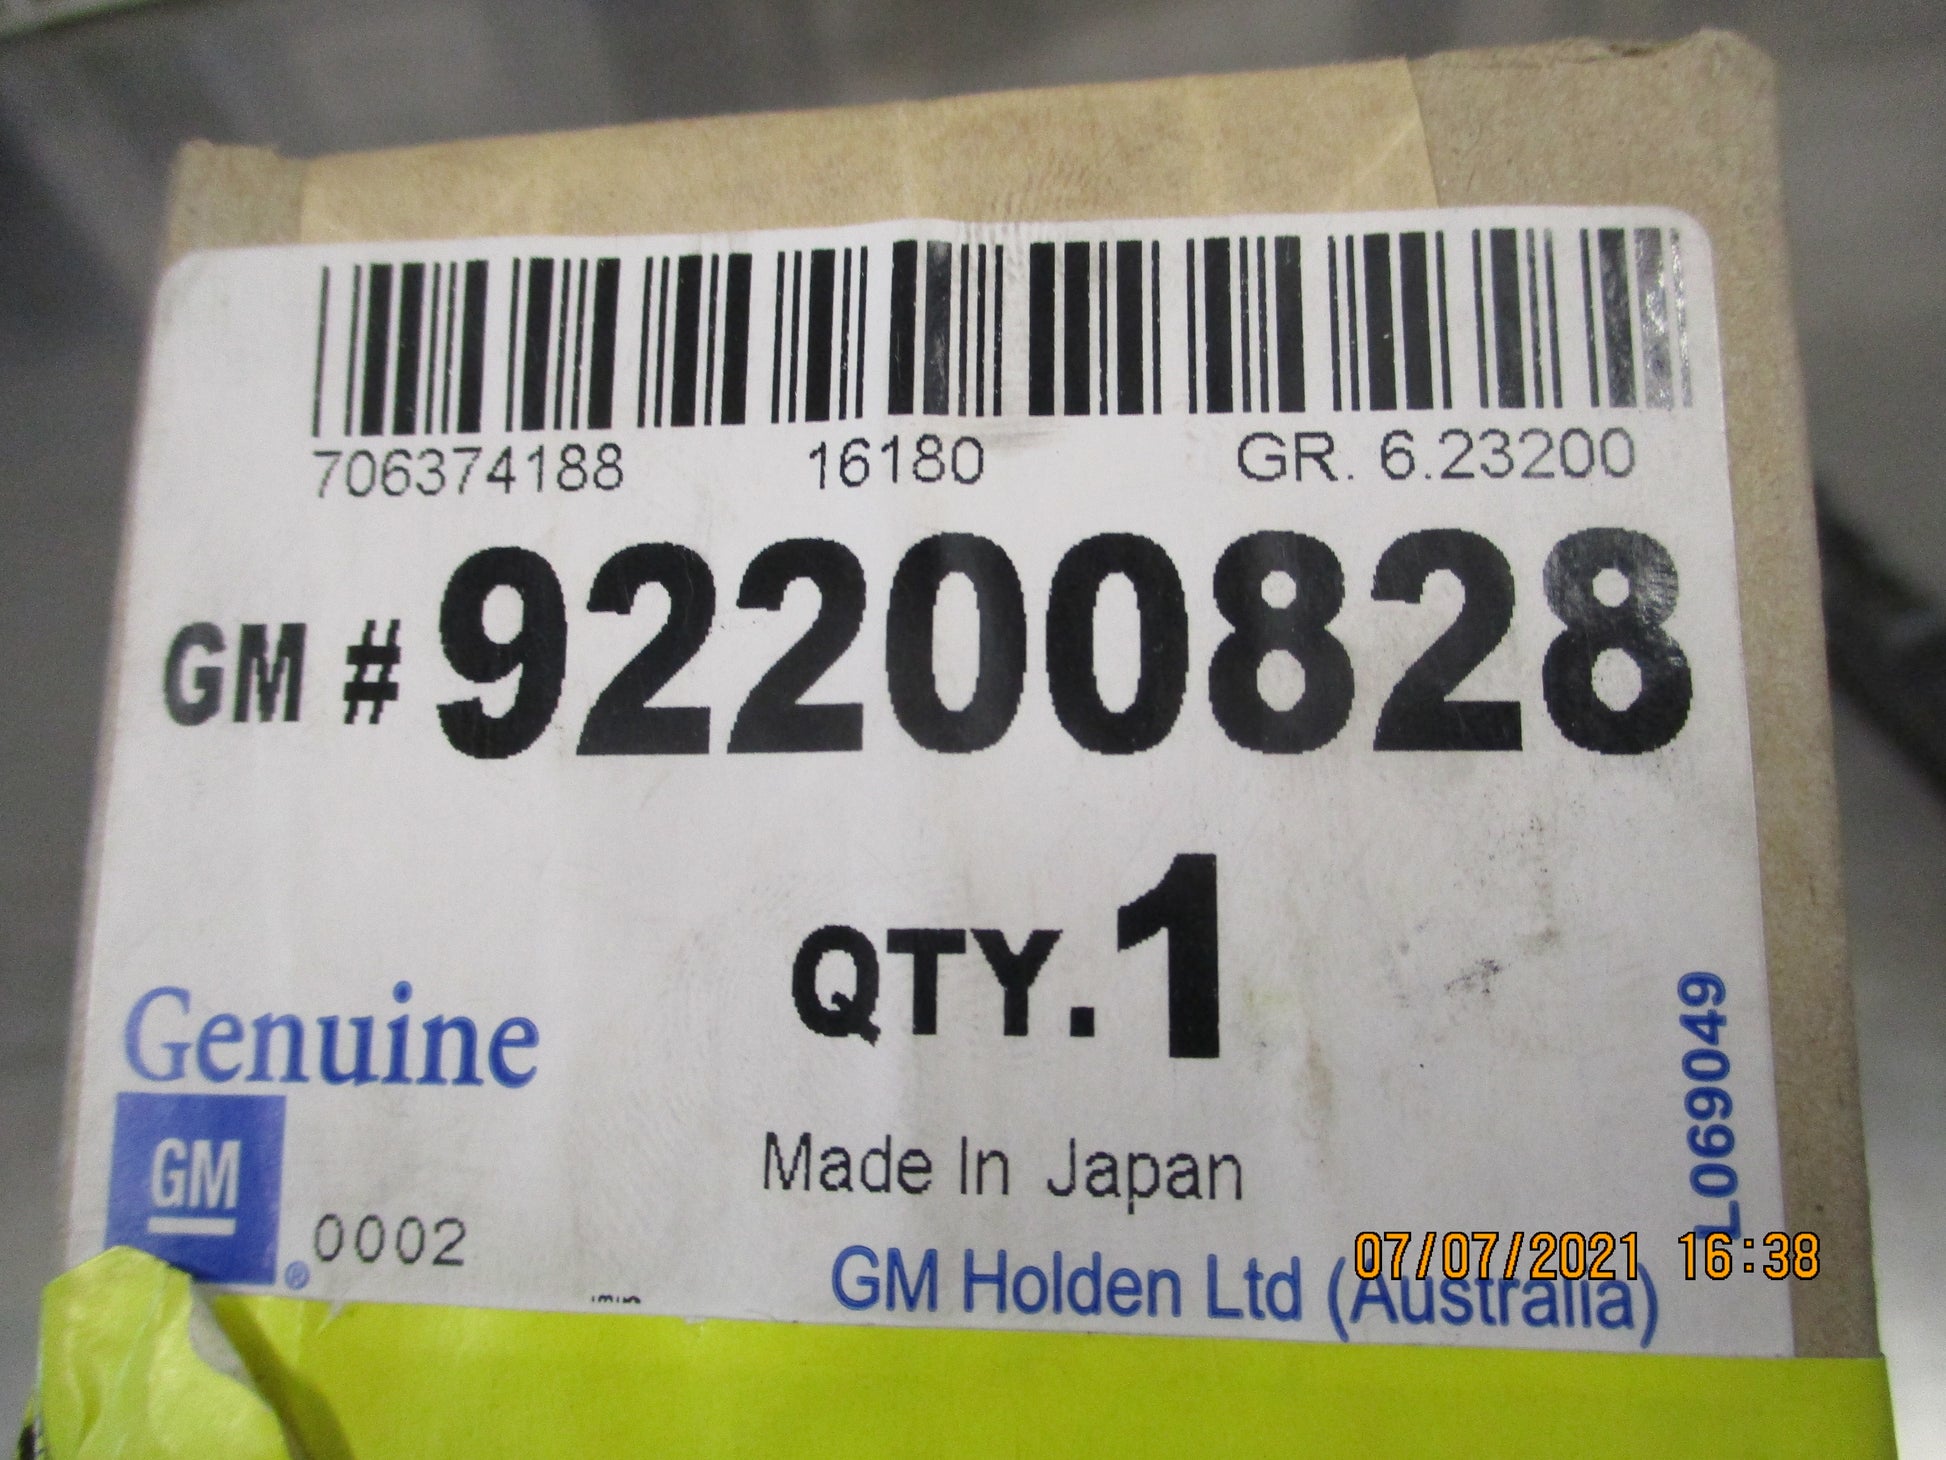 706374188 16180 GR. 6.23200
GM # 92200828
QTY. 1
Genuine
GM
® 0002
Made In Japan
GM Holden Ltd (Australia)
L069049
07/07/2021 16:38